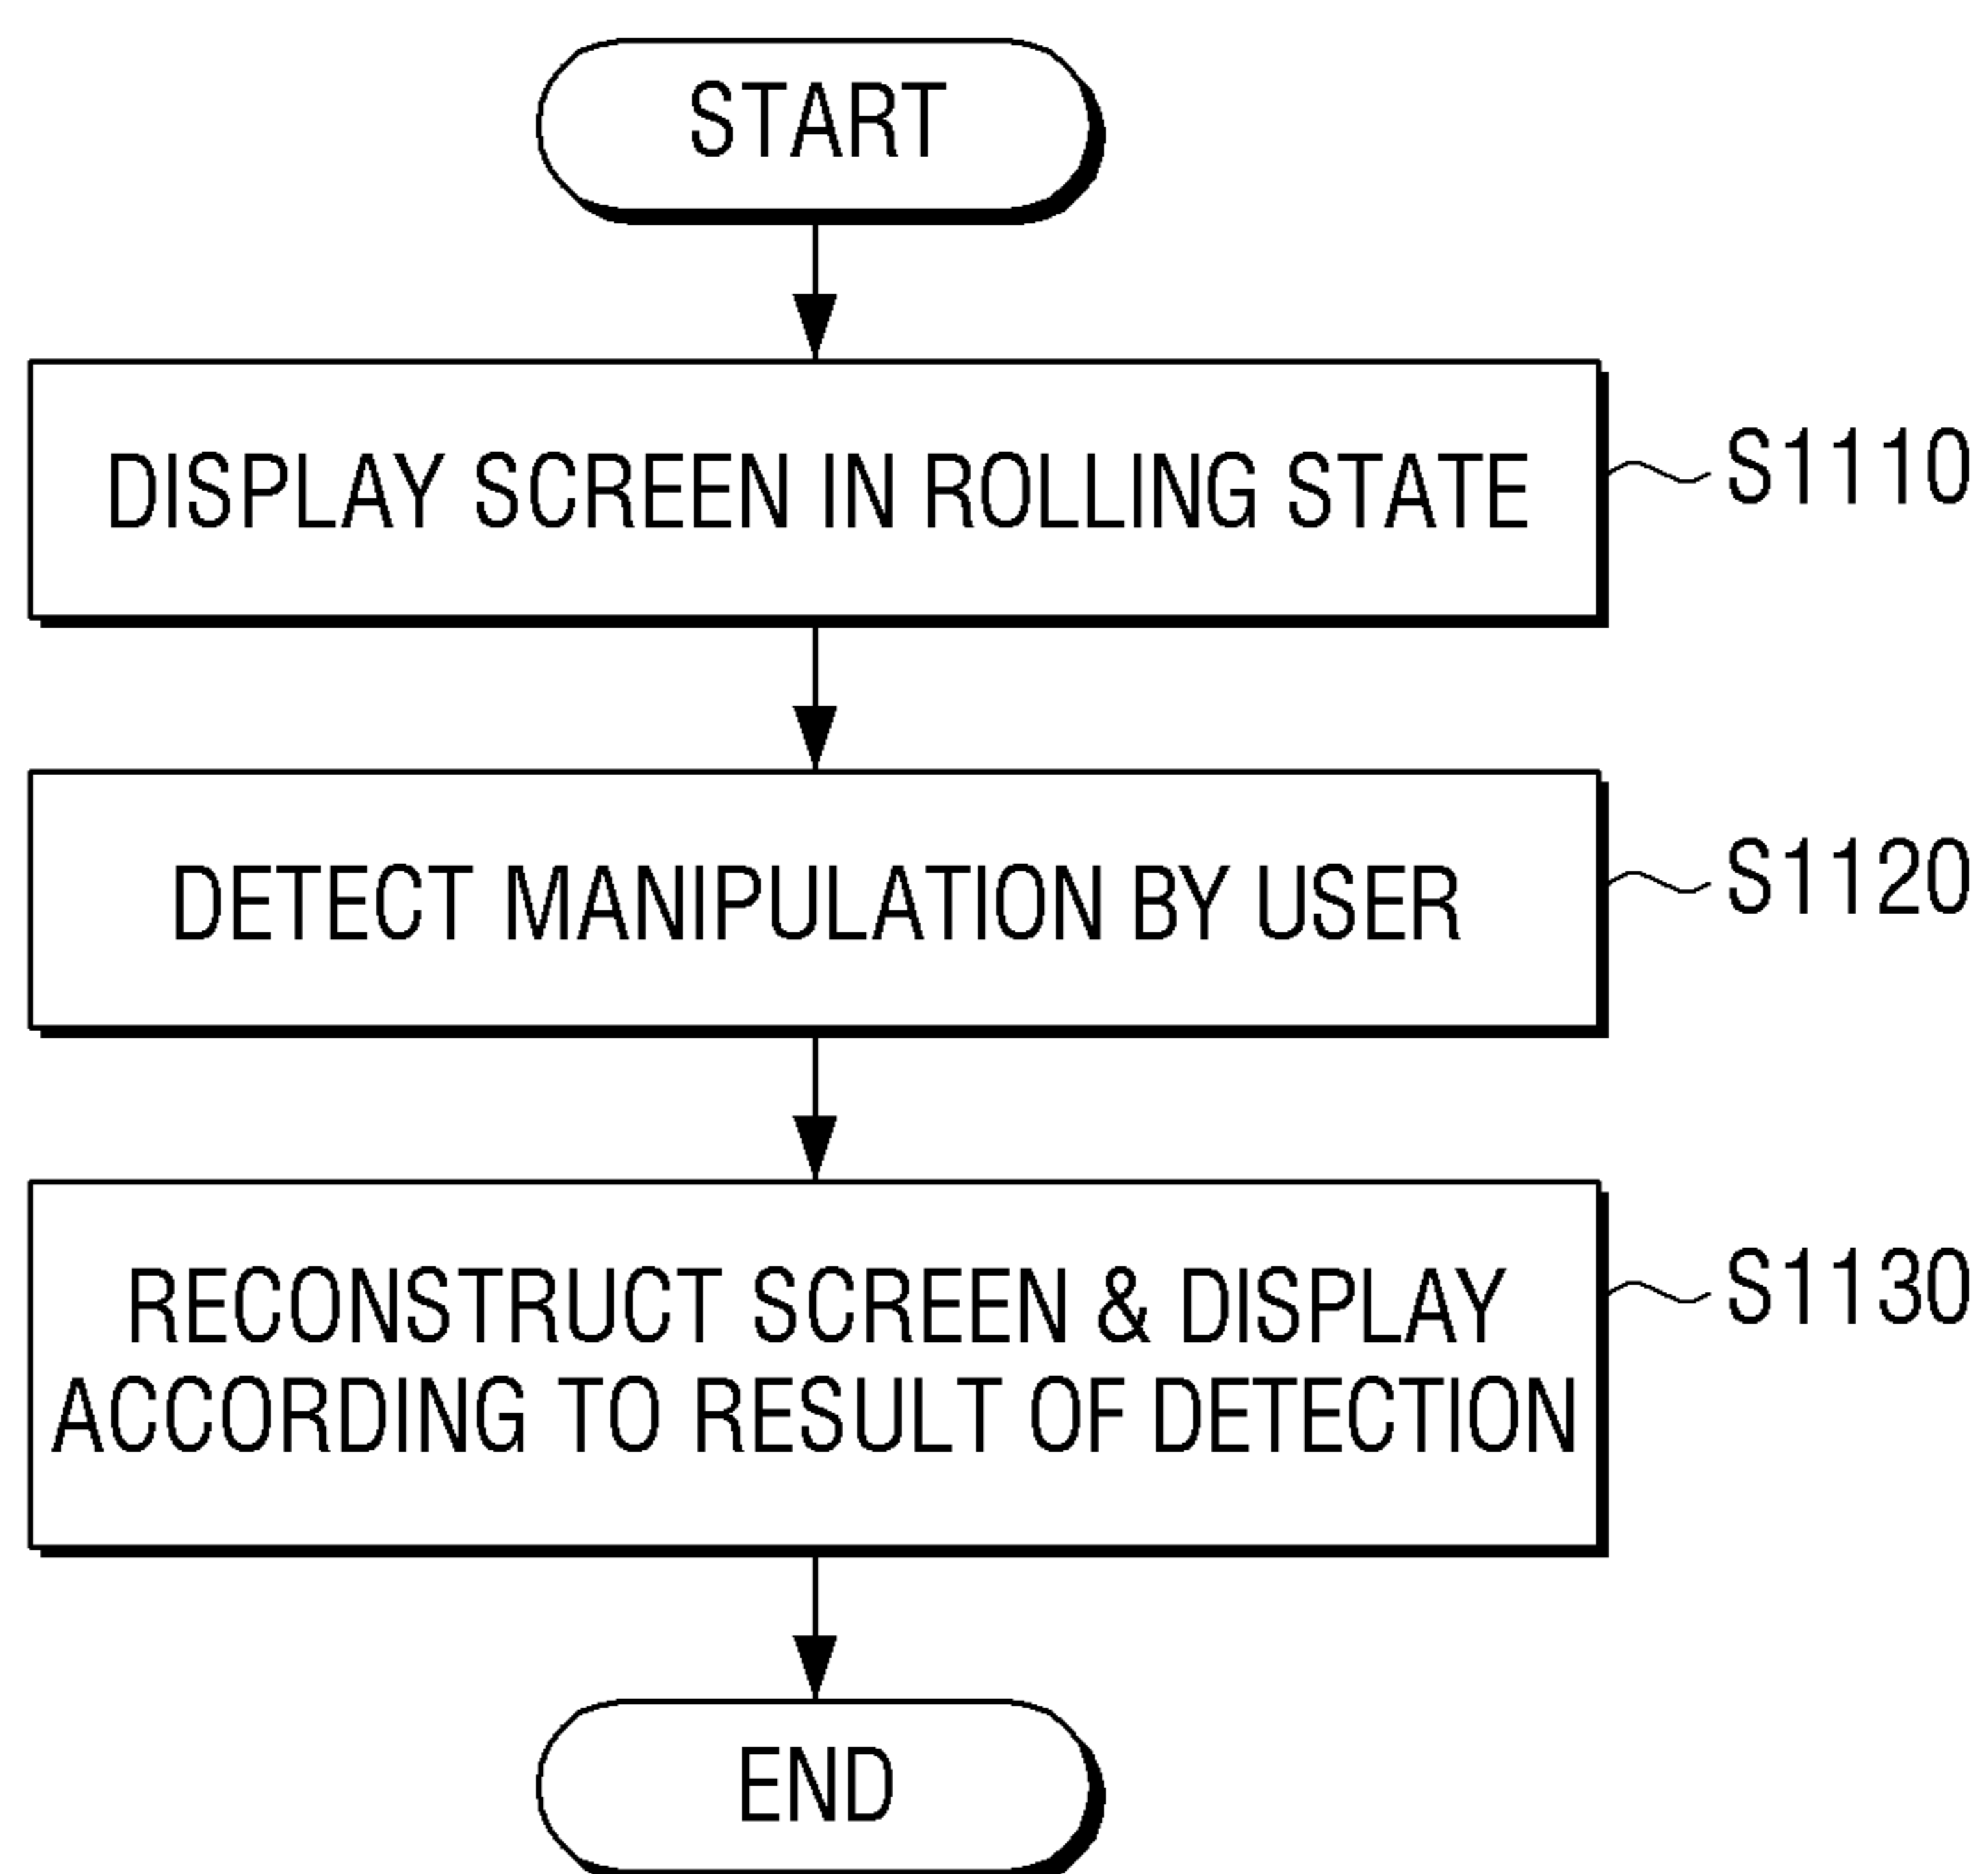 START
DISPLAY SCREEN IN ROLLING STATE
S1110
DETECT MANIPULATION BY USER
S1120
RECONSTRUCT SCREEN & DISPLAY
ACCORDING TO RESULT OF DETECTION
S1130
END